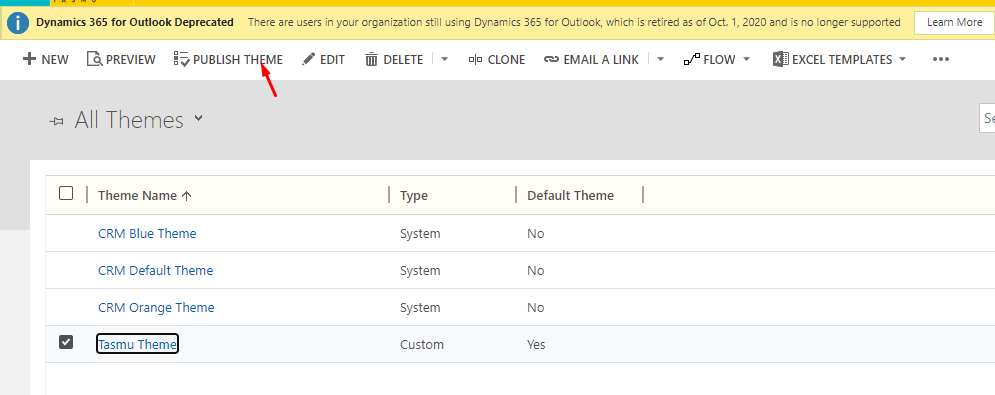 TASMU
Dynamics 365 for Outlook Deprecated There are users in your organization still using Dynamics 365 for Outlook, which is retired as of Oct. 1, 2020 and is no longer supported Learn More
NEW PREVIEW PUBLISH THEME EDIT DELETE CLONE EMAIL A LINK FLOW EXCEL TEMPLATES
All Themes Se
Theme Name Type Default Theme
CRM Blue Theme System No
CRM Default Theme System No
CRM Orange Theme System No
Tasmu Theme Custom Yes